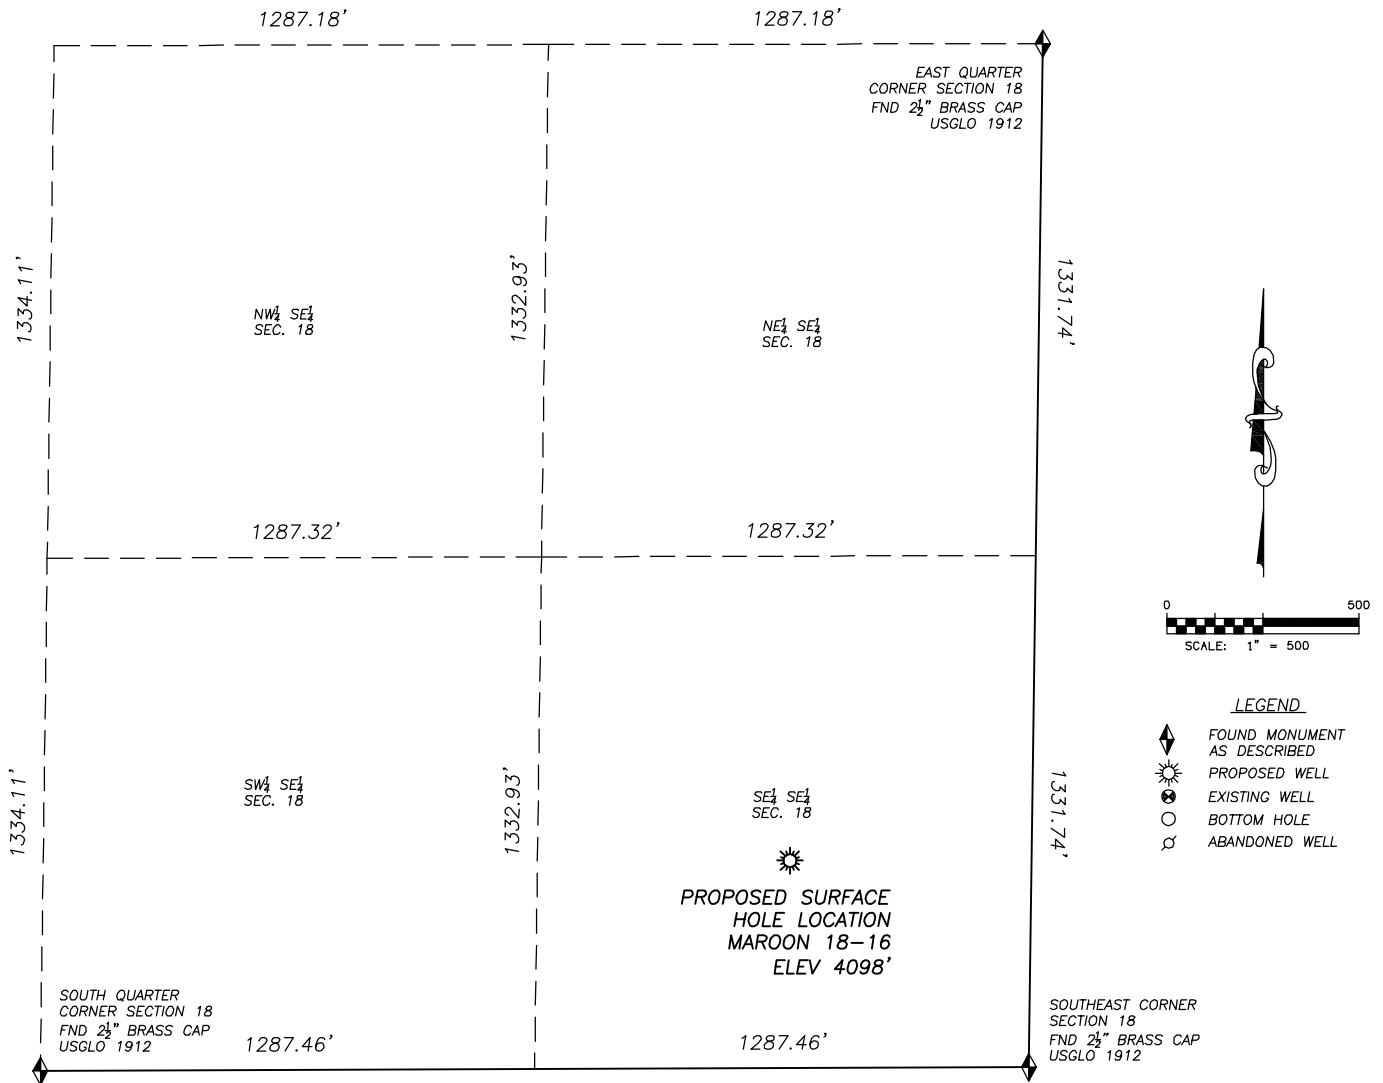 1287.18’
1287.18’
EAST QUARTER
CORNER SECTION 18
FND 2½" BRASS CAP
USGLO 1912
1334.11’
1332.93’
1331.74’
NW¼ SE¼
SEC. 18
NE¼ SE¼
SEC. 18
1287.32’
1287.32’
0
500
SCALE: 1" = 500
LEGEND
FOUND MONUMENT
AS DESCRIBED
PROPOSED WELL
EXISTING WELL
BOTTOM HOLE
ABANDONED WELL
1334.11’
1332.93’
1331.74’
SW¼ SE¼
SEC. 18
SE¼ SE¼
SEC. 18
PROPOSED SURFACE
HOLE LOCATION
MAROON 18-16
ELEV 4098’
SOUTH QUARTER
CORNER SECTION 18
FND 2½" BRASS CAP
USGLO 1912
1287.46’
1287.46’
SOUTHEAST CORNER
SECTION 18
FND 2½" BRASS CAP
USGLO 1912